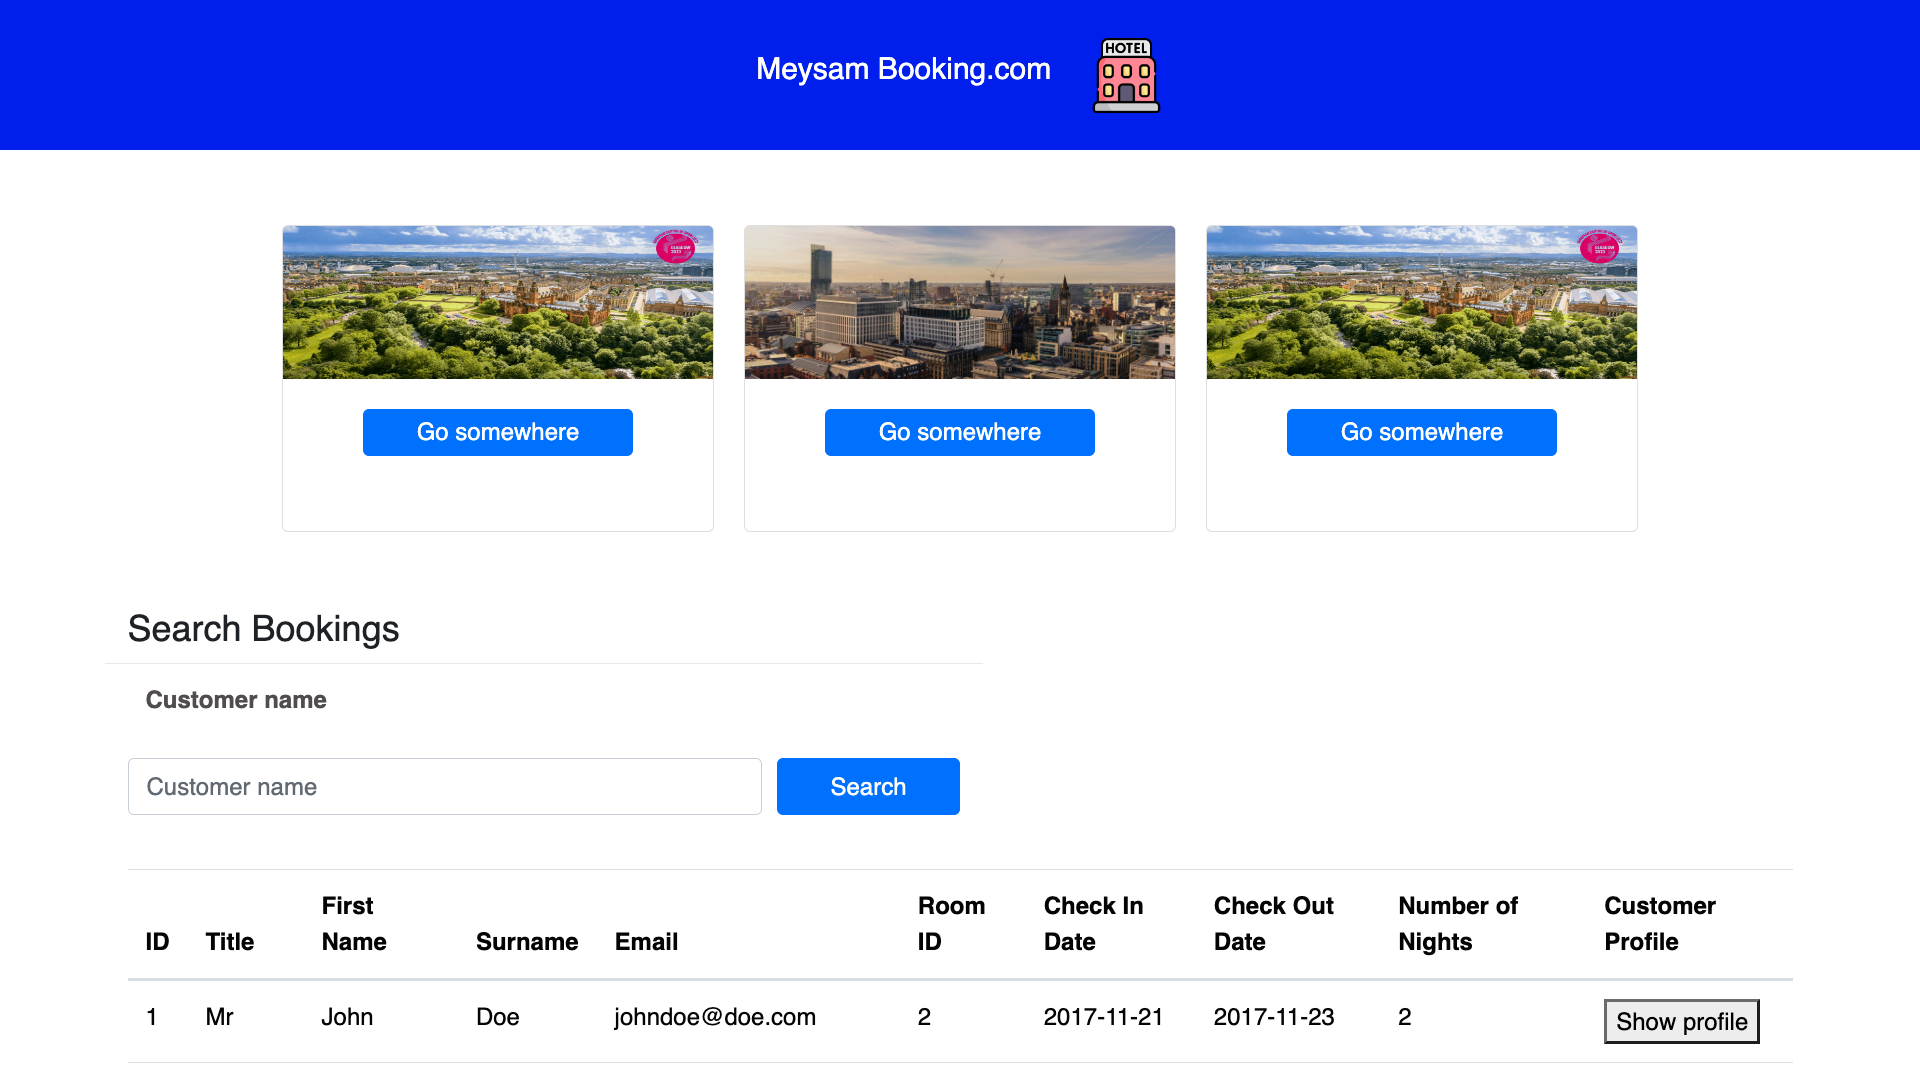 Meysam Booking.com
HOTEL
GLASGOW
GLASGOW
Go somewhere
Go somewhere
Go somewhere
Search Bookings
Customer name
Customer name
Search
ID Title First Name Surname Email Room ID Check In Date Check Out Date Number of Nights Customer Profile
1 Mr John Doe johndoe@doe.com 2 2017-11-21 2017-11-23 2 Show profile